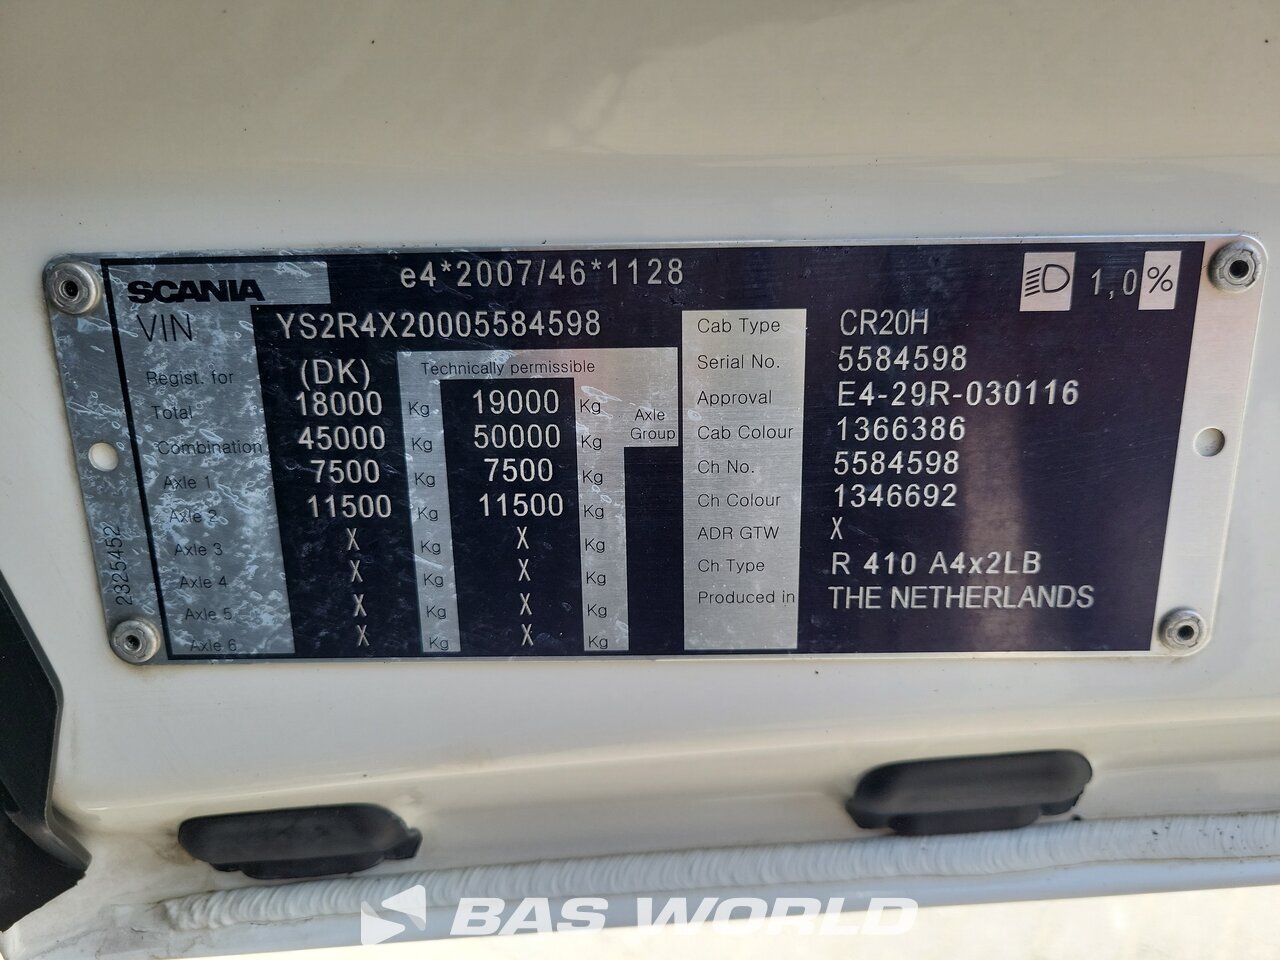 SCANIA e4*2007/46*1128 1,0 %
VIN YS2R4X20005584598
Regist. for (DK) Technically permissible
Total 18000 Kg 19000 Kg
Combination 45000 Kg 50000 Kg Axle Group
Axle 1 7500 Kg 7500 Kg
Axle 2 11500 Kg 11500 Kg
Axle 3 X Kg X Kg
Axle 4 X Kg X Kg
Axle 5 X Kg X Kg
Axle 6 X Kg X Kg
2325452
Cab Type CR20H
Serial No. 5584598
Approval E4-29R-030116
Cab Colour 1366386
Ch No. 5584598
Ch Colour 1346692
ADR GTW X
Ch Type R 410 A4x2LB
Produced in THE NETHERLANDS
BAS WORLD